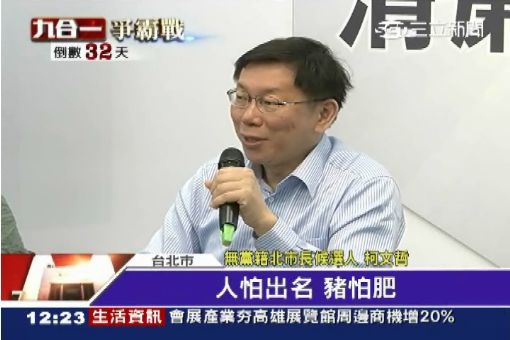 九合一 爭霸戰
倒數32天
清廉
三立新聞
台北市
無黨籍北市長候選人 柯文哲
人怕出名 豬怕肥
12:23 生活資訊 會展產業夯高雄展覽館周邊商機增20%